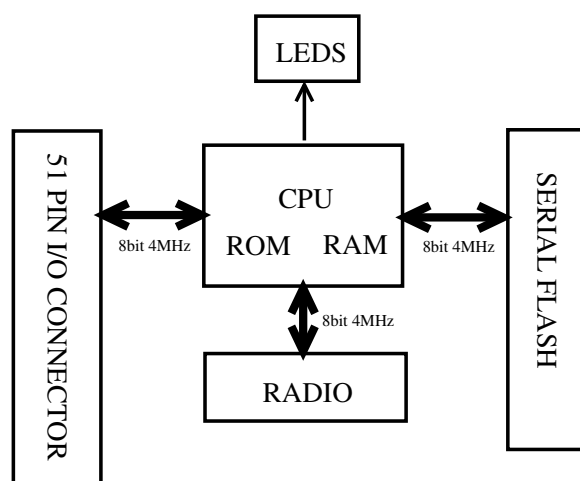 LEDS
51 PIN I/O CONNECTOR
8bit 4MHz
CPU
ROM RAM
8bit 4MHz
SERIAL FLASH
8bit 4MHz
RADIO